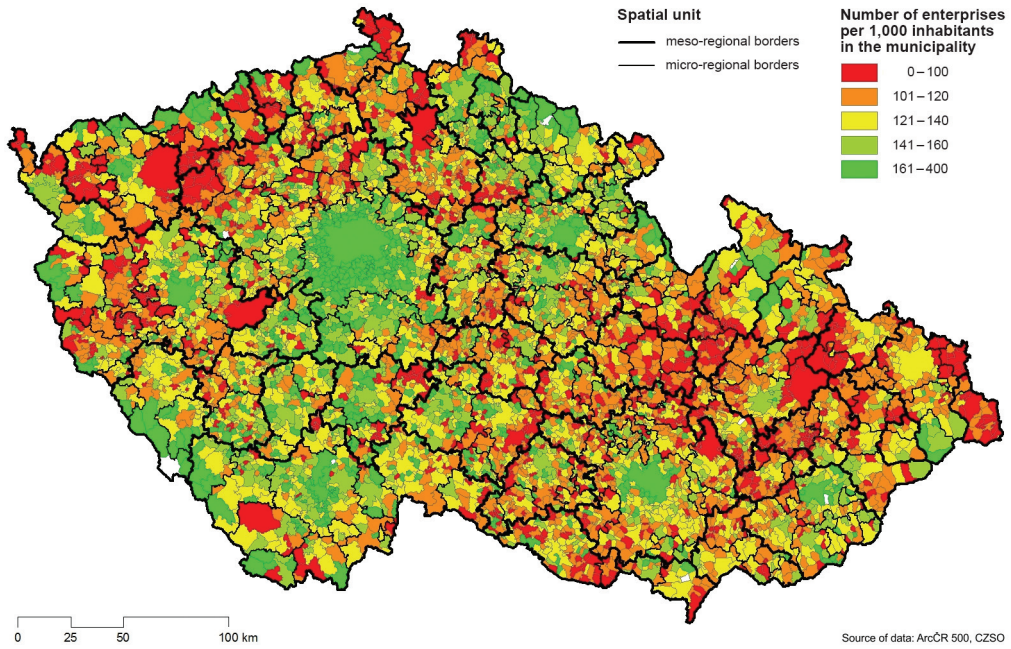 Spatial unit
meso-regional borders
micro-regional borders
Number of enterprises
per 1,000 inhabitants
in the municipality
0–100
101–120
121–140
141–160
161–400
0 25 50 100 km
Source of data: ArcČR 500, CZSO